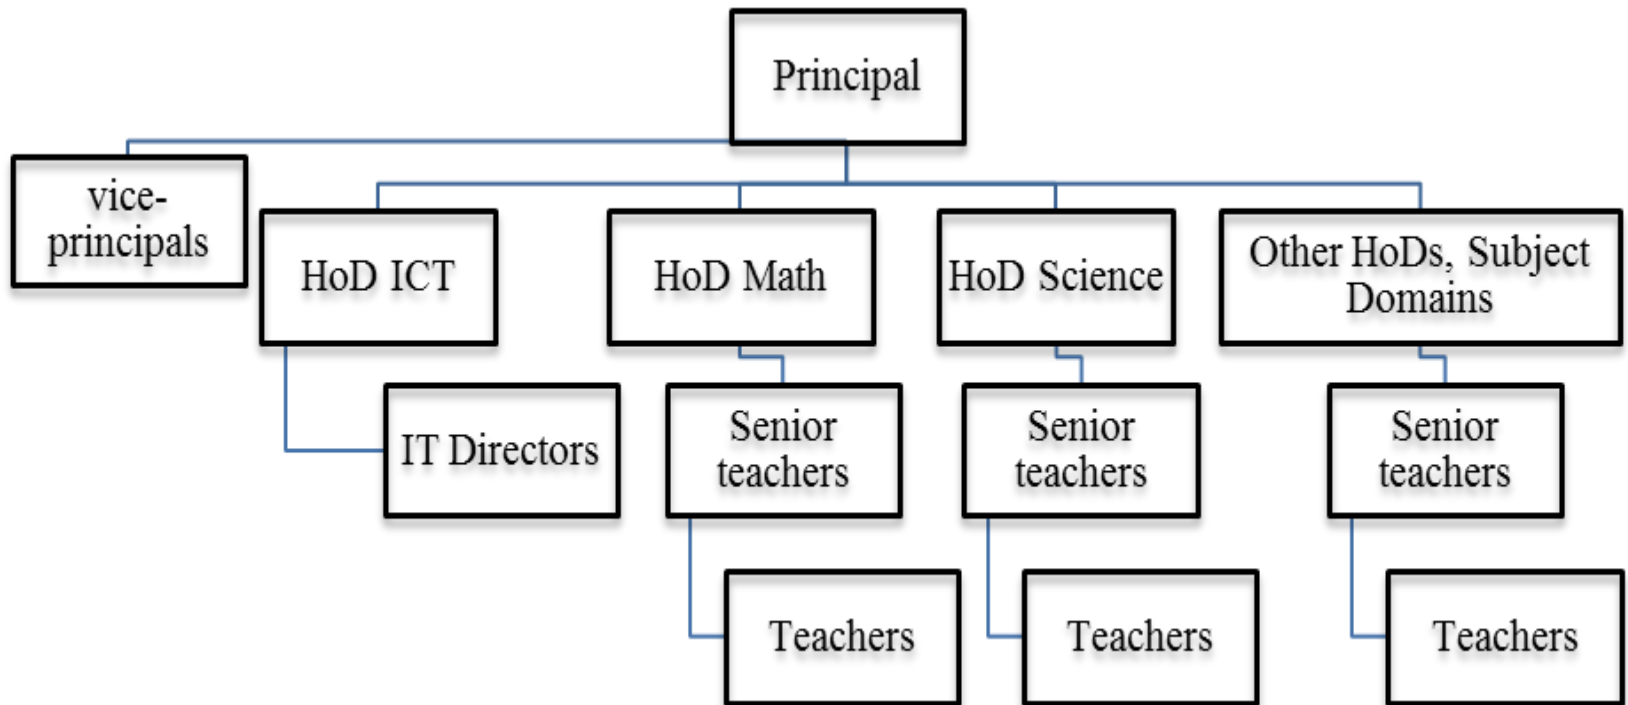 Principal
vice-
principals
HoD ICT
HoD Math
HoD Science
Other HoDs, Subject
Domains
IT Directors
Senior
teachers
Senior
teachers
Senior
teachers
Teachers
Teachers
Teachers